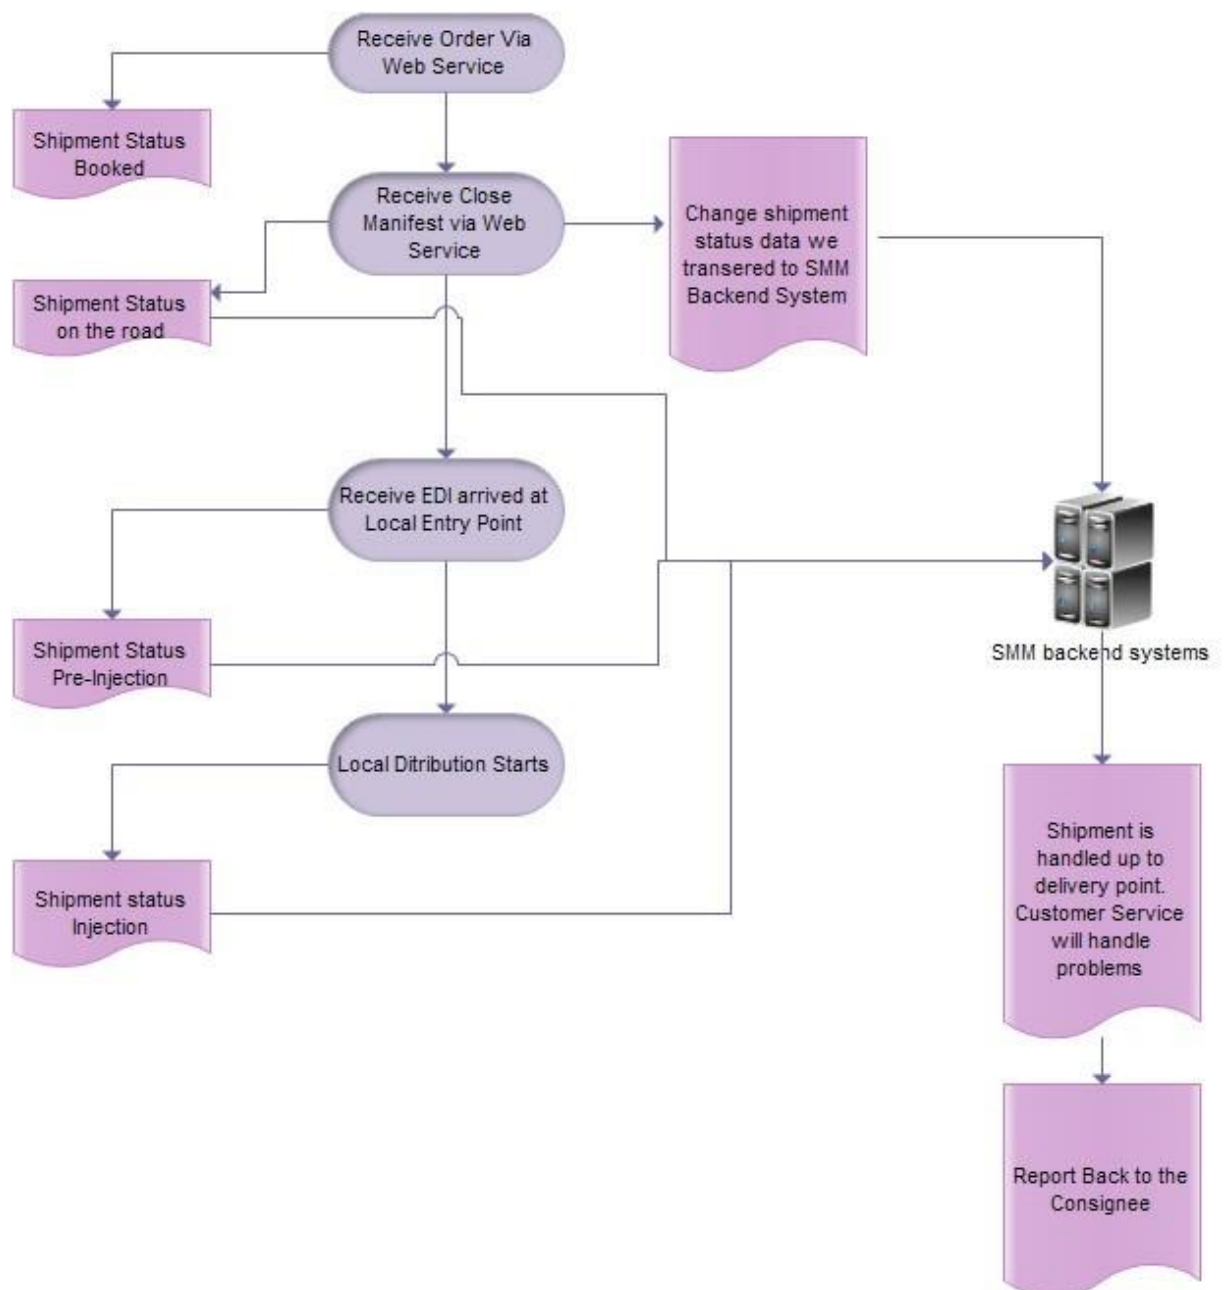 Receive Order Via
Web Service
Shipment Status
Booked
Receive Close
Manifest via Web
Service
Change shipment
status data we
transered to SMM
Backend System
Shipment Status
on the road
Receive EDI arrived at
Local Entry Point
Shipment Status
Pre-Injection
SMM backend systems
Local Ditribution Starts
Shipment is
handled up to
delivery point.
Customer Service
will handle
problems
Shipment status
Injection
Report Back to the
Consignee